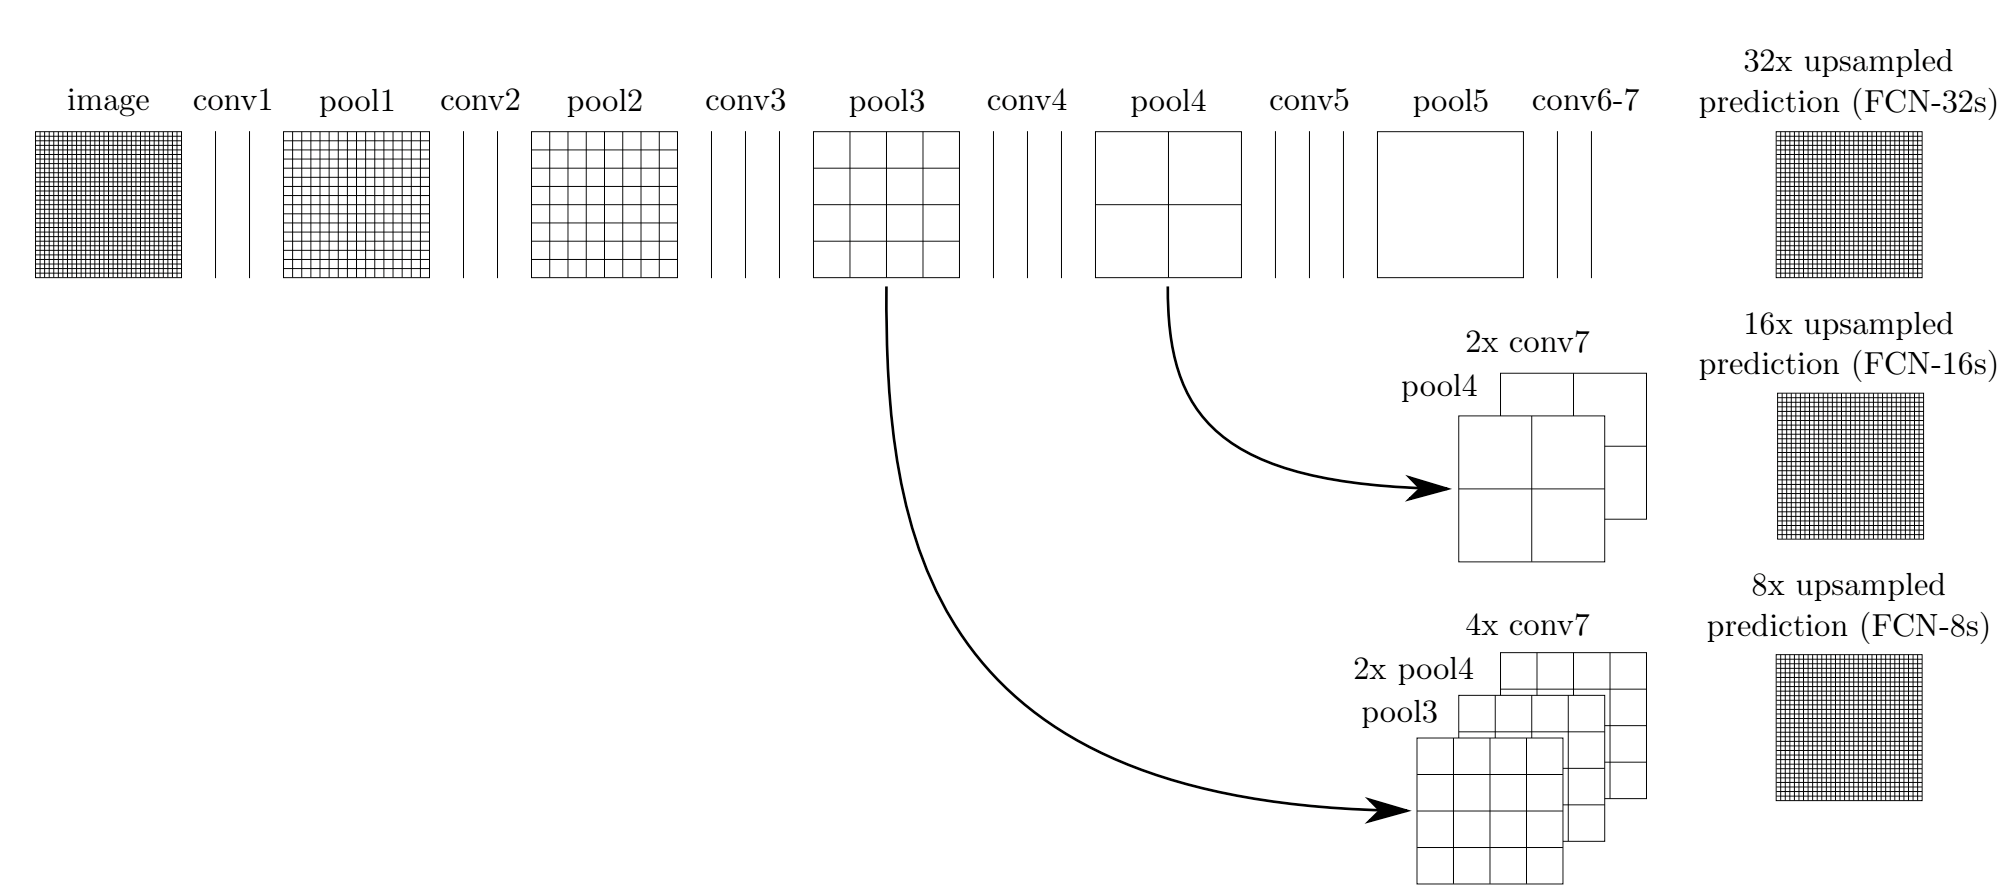 image
conv1
pool1
conv2
pool2
conv3
pool3
conv4
pool4
conv5
pool5
conv6-7
32x upsampled
prediction (FCN-32s)
16x upsampled
prediction (FCN-16s)
2x conv7
pool4
8x upsampled
prediction (FCN-8s)
4x conv7
2x pool4
pool3